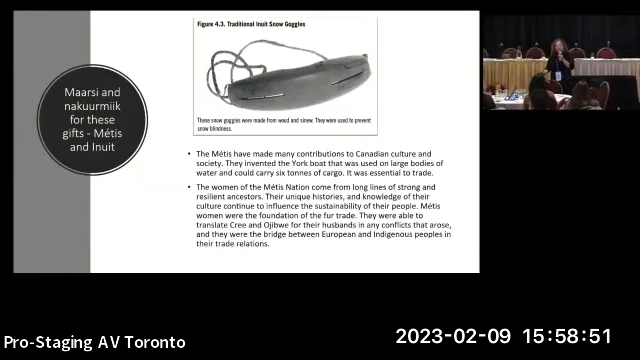 Maarsi and
nakuurmiik
for these
gifts - Métis
and Inuit
Figure 4.3. Traditional Inuit Snow Goggles
These snow goggles were made from wood and sinew. They were used to prevent
snow blindness.
• The Métis have made many contributions to Canadian culture and
society. They invented the York boat that was used on large bodies of
water and could carry six tonnes of cargo. It was essential to trade.
• The women of the Métis Nation come from long lines of strong and
resilient ancestors. Their unique histories, and knowledge of their
culture continue to influence the sustainability of their people. Métis
women were the foundation of the fur trade. They were able to
translate Cree and Ojibwe for their husbands in any conflicts that arose,
and they were the bridge between European and Indigenous peoples in
their trade relations.
Pro-Staging AV Toronto
2023-02-09 15:58:51